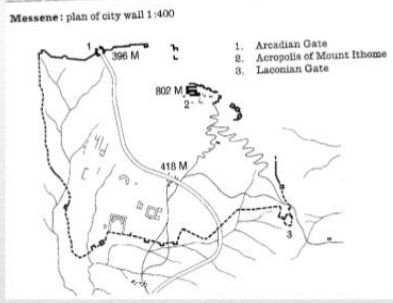 Messene: plan of city wall 1:400
1. Arcadian Gate
2. Acropolis of Mount Ithome
3. Laconian Gate
1
396 M
802 M
2
418 M
3